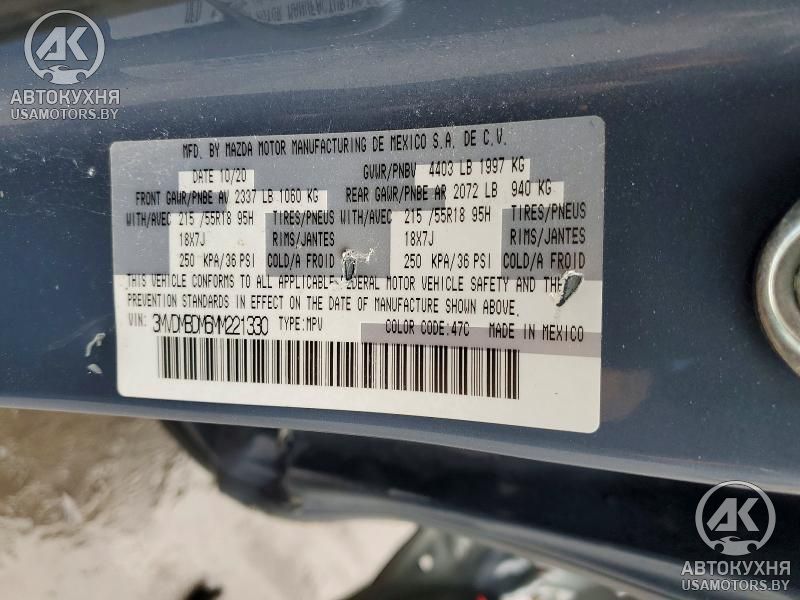 АК
АВТОКУХНЯ
USAMOTORS.BY
MFD. BY MAZDA MOTOR MANUFACTURING DE MEXICO S.A. DE C.V.
DATE 10/20 GVWR/PNBV 4403 LB 1997 KG
FRONT GAWR/PNBE AV 2337 LB 1060 KG REAR GAWR/PNBE AR 2072 LB 940 KG
WITH/AVEC 215 /55R18 95H TIRES/PNEUS WITH/AVEC 215 /55R18 95H TIRES/PNEUS
18X7J RIMS/JANTES 18X7J RIMS/JANTES
250 KPA/36 PSI COLD/A FROID 250 KPA/36 PSI COLD/A FROID
THIS VEHICLE CONFORMS TO ALL APPLICABLE FEDERAL MOTOR VEHICLE SAFETY AND THEFT
PREVENTION STANDARDS IN EFFECT ON THE DATE OF MANUFACTURE SHOWN ABOVE.
VIN: 3MVDMBDM6MM221330 TYPE:MPV COLOR CODE:47C MADE IN MEXICO
АК
АВТОКУХНЯ
USAMOTORS.BY